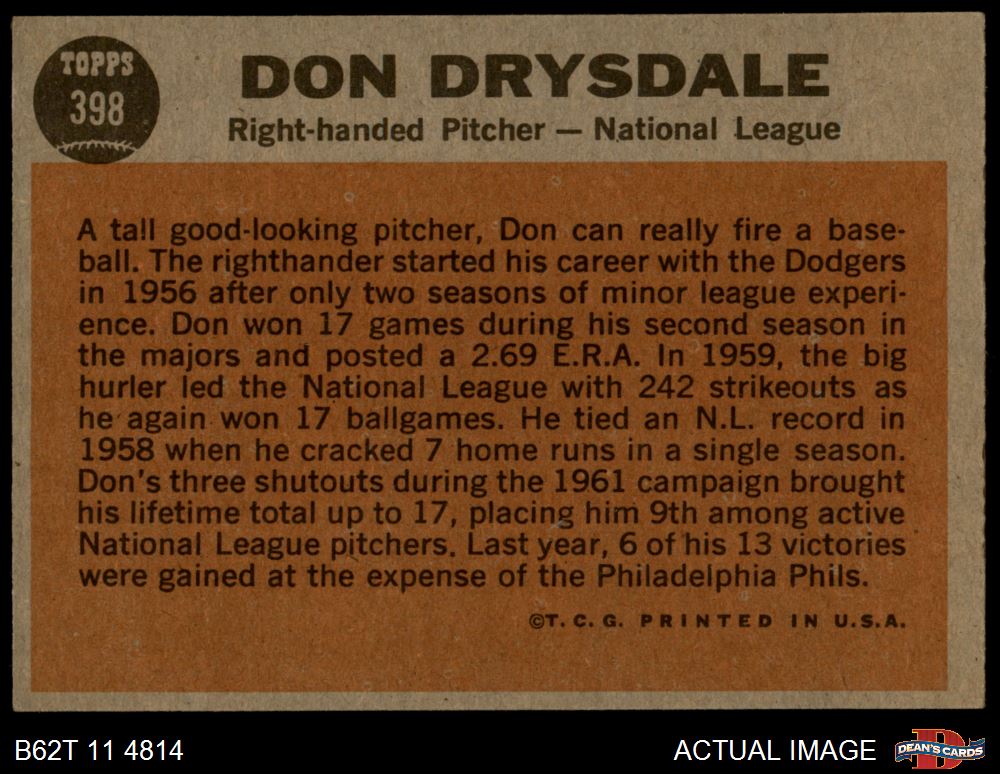 TOPPS
398
DON DRYSDALE
Right-handed Pitcher — National League
A tall good-looking pitcher, Don can really fire a base-
ball. The righthander started his career with the Dodgers
in 1956 after only two seasons of minor league experi-
ence. Don won 17 games during his second season in
the majors and posted a 2.69 E.R.A. In 1959, the big
hurler led the National League with 242 strikeouts as
he again won 17 ballgames. He tied an N.L. record in
1958 when he cracked 7 home runs in a single season.
Don's three shutouts during the 1961 campaign brought
his lifetime total up to 17, placing him 9th among active
National League pitchers. Last year, 6 of his 13 victories
were gained at the expense of the Philadelphia Phils.
©T. C. G. PRINTED IN U.S.A.
B62T 11 4814
ACTUAL IMAGE
D
DEAN'S CARDS